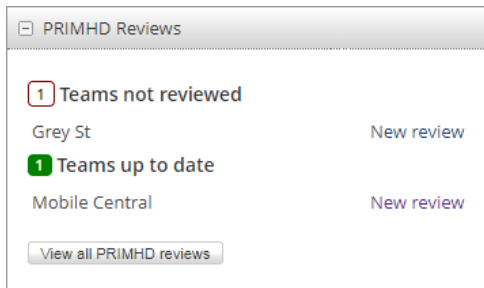 PRIMHD Reviews
1 Teams not reviewed
Grey St New review
1 Teams up to date
Mobile Central New review
View all PRIMHD reviews